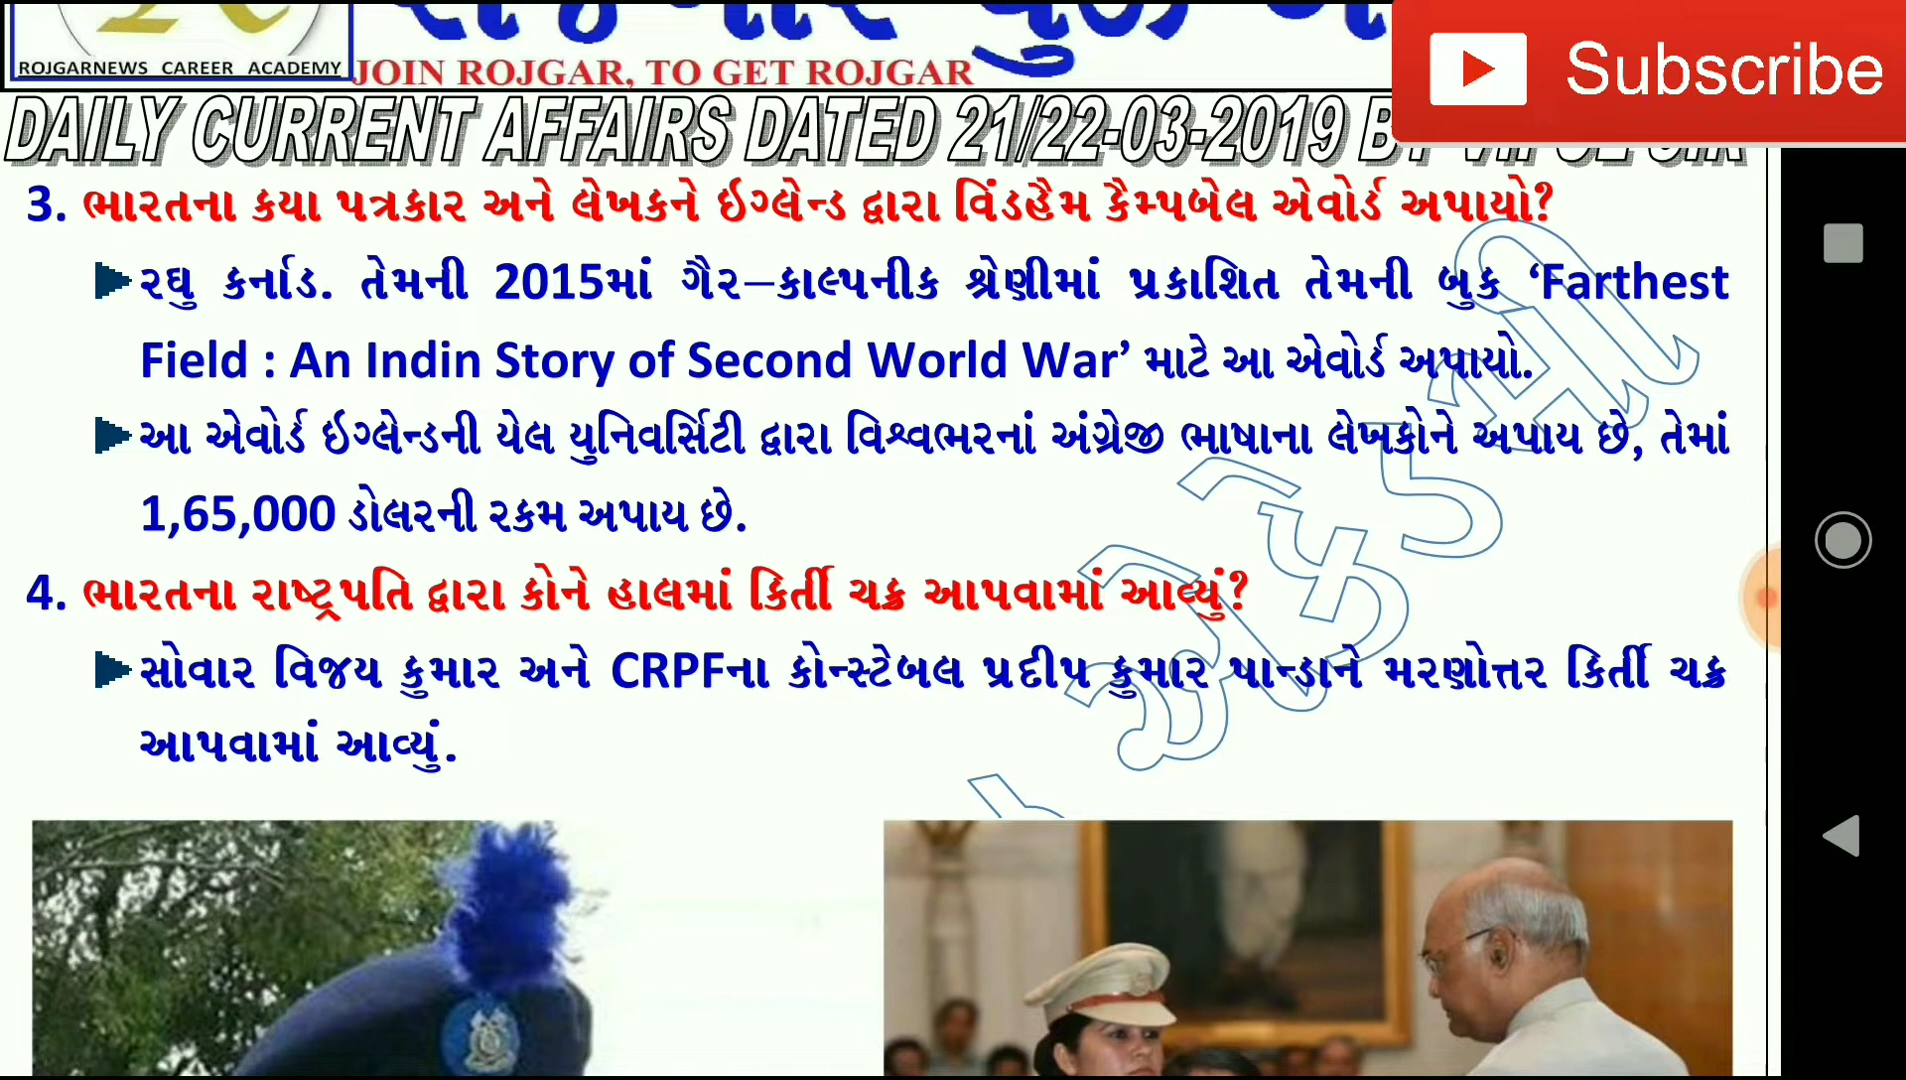 ROJGARNEWS CAREER ACADEMY
JOIN ROJGAR, TO GET ROJGAR
Subscribe
DAILY CURRENT AFFAIRS DATED 21/22-03-2019
3. ભારતના કયા પત્રકાર અને લેખકને ઇંગ્લેન્ડ દ્વારા વિંડહૈમ કૈમ્પબેલ એવોર્ડ અપાયો?
રઘુ કર્નાડ. તેમની 2015માં ગૈર–કાલ્પનીક શ્રેણીમાં પ્રકાશિત તેમની બુક ‘Farthest
Field : An Indin Story of Second World War’ માટે આ એવોર્ડ અપાયો.
આ એવોર્ડ ઇંગ્લેન્ડની યેલ યુનિવર્સિટી દ્વારા વિશ્વભરનાં અંગ્રેજી ભાષાના લેખકોને અપાય છે, તેમાં
1,65,000 ડોલરની રકમ અપાય છે.
4. ભારતના રાષ્ટ્રપતિ દ્વારા કોને હાલમાં કિર્તી ચક્ર આપવામાં આવ્યું?
સોવાર વિજય કુમાર અને CRPFના કોન્સ્ટેબલ પ્રદીપ કુમાર પાન્ડાને મરણોત્તર કિર્તી ચક્ર
આપવામાં આવ્યું.